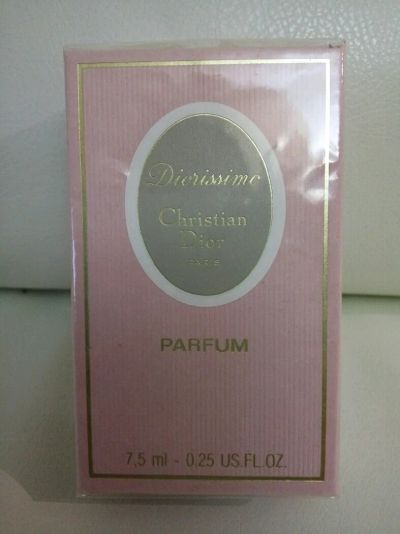 Diorissimo
Christian
Dior
PARIS
PARFUM
7,5 ml - 0.25 US.FL.OZ.